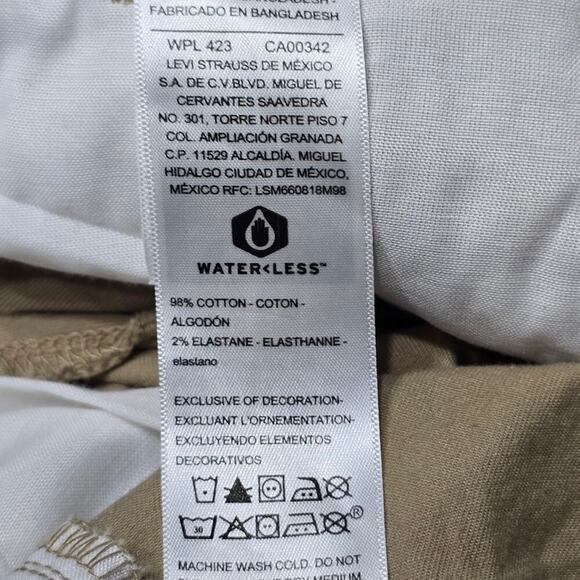 FABRICADO EN BANGLADESH
WPL 423 CA00342
LEVI STRAUSS DE MÉXICO
S.A. DE C.V.BLVD. MIGUEL DE
CERVANTES SAAVEDRA
NO. 301, TORRE NORTE PISO 7
COL. AMPLIACIÓN GRANADA
C.P. 11529 ALCALDÍA. MIGUEL
HIDALGO CIUDAD DE MÉXICO,
MÉXICO RFC: LSM660818M98
WATER<LESS™
98% COTTON - COTON -
ALGODÓN
2% ELASTANE - ELASTHANNE -
elastano
EXCLUSIVE OF DECORATION-
EXCLUANT L'ORNEMENTATION-
EXCLUYENDO ELEMENTOS
DECORATIVOS
30 ®
MACHINE WASH COLD. DO NOT
MEDIUM